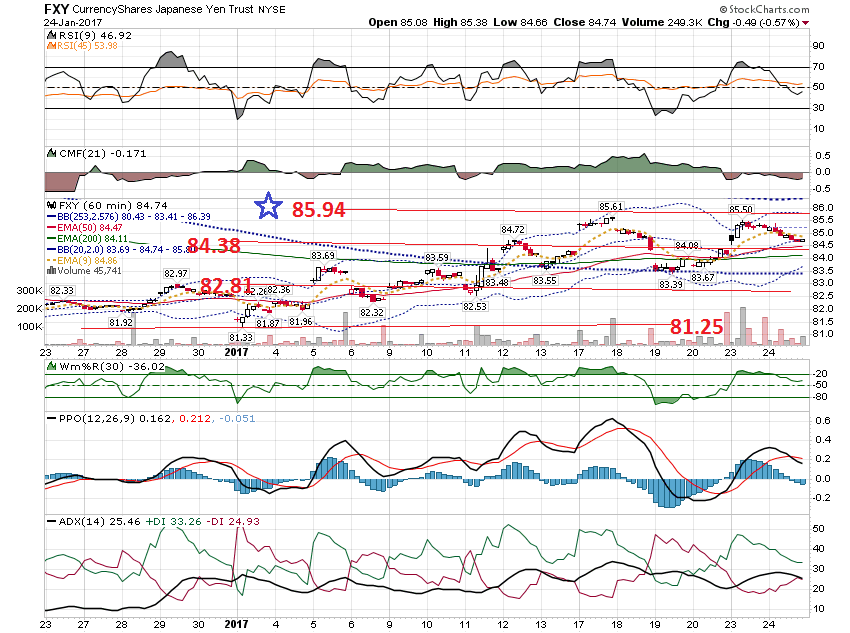 FXY CurrencyShares Japanese Yen Trust NYSE
© StockCharts.com
24-Jan-2017
Open 85.08 High 85.38 Low 84.66 Close 84.74 Volume 249.3K Chg -0.49 (-0.57%)
RSI(9) 46.92
RSI(45) 53.98
90
70
50
30
10
CMF(21) -0.171
0.5
0.0
-0.5
FXY (60 min) 84.74
BB(253,2.576) 80.43 - 83.41 - 86.39
EMA(50) 84.47
EMA(200) 84.11
BB(20,2.0) 83.69 - 84.74 - 85.80
EMA(9) 84.86
Volume 45,741
85.94
84.38
82.81
81.25
82.33
81.92
82.97
82.26
81.33
81.87
82.36
81.96
83.69
82.32
83.59
82.53
83.48
84.72
83.55
85.61
83.39
84.08
83.67
85.50
300K
200K
100K
86.0
85.5
85.0
84.5
84.0
83.5
83.0
82.5
82.0
81.5
81.0
23 27 28 29 30 2017 4 5 6 9 10 11 12 13 17 18 19 20 23 24
Wm%R(30) -36.02
-20
-50
-80
PPO(12,26,9) 0.162, 0.212, -0.051
0.6
0.4
0.2
0.0
-0.2
ADX(14) 25.46 +DI 33.26 -DI 24.93
50
40
30
20
10
23 27 28 29 30 2017 4 5 6 9 10 11 12 13 17 18 19 20 23 24